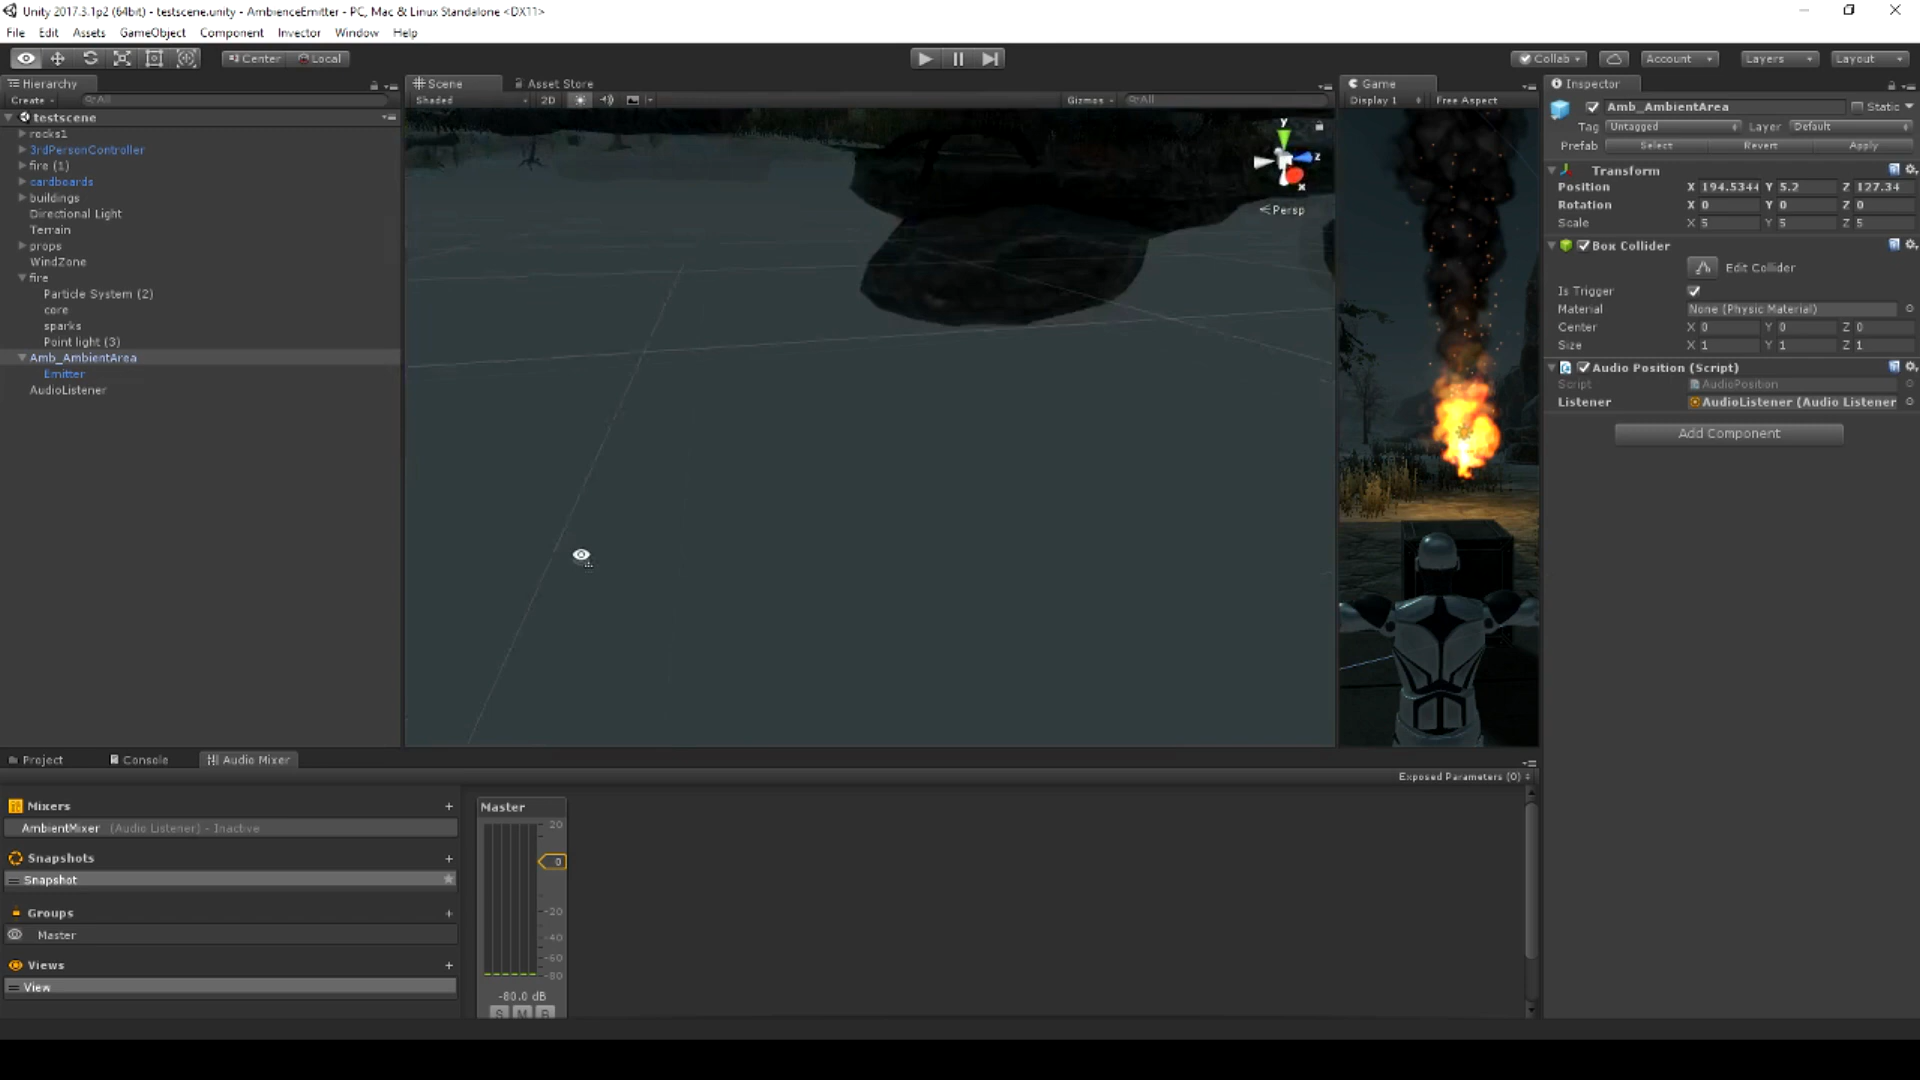 Unity 2017.3.1p2 (64bit) - testscene.unity - AmbienceEmitter - PC, Mac & Linux Standalone <DX11>
File Edit Assets GameObject Component Invector Window Help
Center Local
Collab Account Layers Layout
Hierarchy
Create All
testscene
rocks1
3rdPersonController
fire (1)
cardboards
buildings
Directional Light
Terrain
props
WindZone
fire
Particle System (2)
core
sparks
Point light (3)
Amb_AmbientArea
Emitter
AudioListener
Scene Asset Store
Shaded 2D Gizmos All
y
z
x
Persp
Game
Display 1 Free Aspect
Inspector
Amb_AmbientArea Static
Tag Untagged Layer Default
Prefab Select Revert Apply
Transform
Position X 194.5344 Y 5.2 Z 127.34
Rotation X 0 Y 0 Z 0
Scale X 5 Y 5 Z 5
Box Collider
Edit Collider
Is Trigger
Material None (Physic Material)
Center X 0 Y 0 Z 0
Size X 1 Y 1 Z 1
Audio Position (Script)
Script AudioPosition
Listener AudioListener (Audio Listener
Add Component
Project Console Audio Mixer
Exposed Parameters (0)
Mixers +
AmbientMixer (Audio Listener) - Inactive
Snapshots +
Snapshot
Groups +
Master
Views +
View
Master
20
0
-20
-40
-60
-80
-80.0 dB
S M B